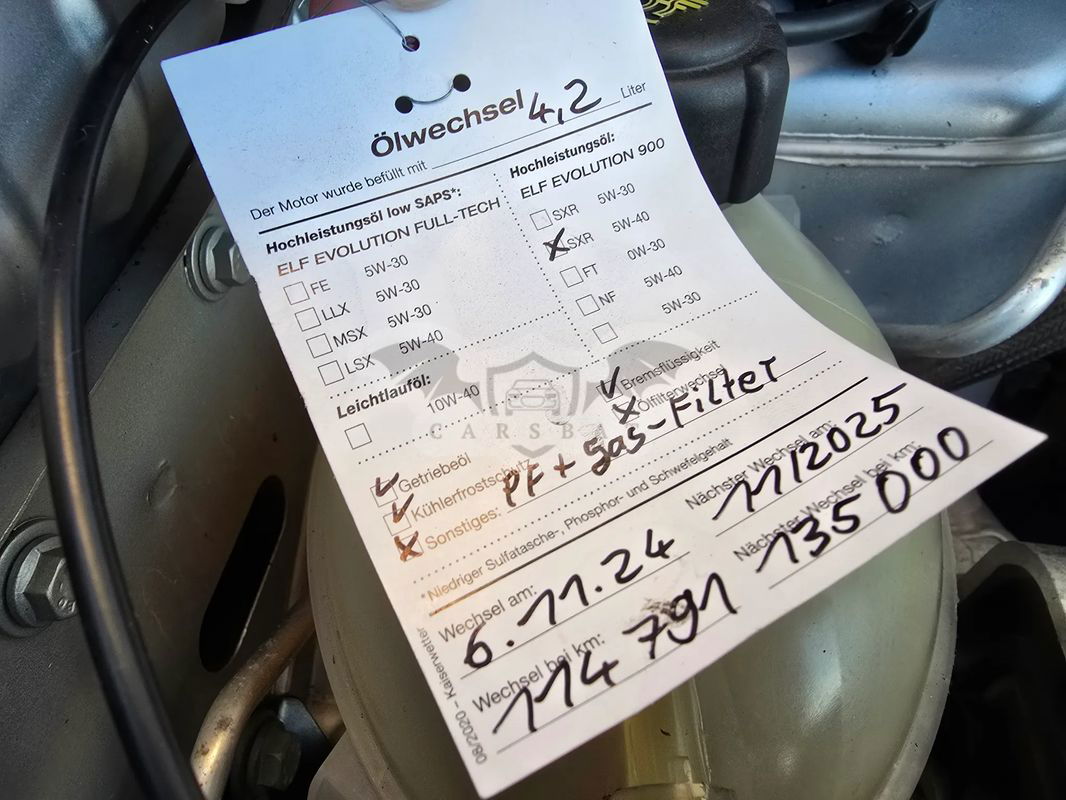 Ölwechsel
Der Motor wurde befüllt mit 4,2 Liter
Hochleistungsöl low SAPS*:
ELF EVOLUTION FULL-TECH
FE 5W-30
LLX 5W-30
MSX 5W-30
LSX 5W-40
Leichtlauföl:
10W-40
Hochleistungsöl:
ELF EVOLUTION 900
SXR 5W-30
SXR 5W-40
FT 0W-30
NF 5W-40
5W-30
Bremsflüssigkeit
Ölfilterwechsel
Getriebeöl
Kühlerfrostschutz
Sonstiges: PF + Gas-Filter
*Niedriger Sulfatasche-, Phosphor- und Schwefelgehalt
Wechsel am: 6.11.24
Nächster Wechsel am: 11/2025
Wechsel bei km: 114 791
Nächster Wechsel bei km: 135 000
08/2020 – Kaiserwetter
CARSBA